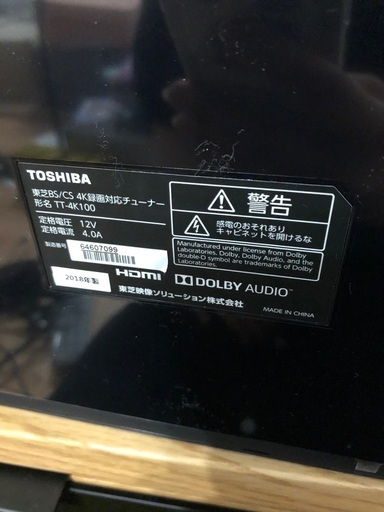 TOSHIBA
東芝BS/CS 4K録画対応チューナー
形名 TT-4K100
定格電圧 12V
定格電流 4.0A
製造番号 64607099
2018年製
警告
感電のおそれあり
キャビネットを開けるな
Manufactured under license from Dolby
Laboratories. Dolby, Dolby Audio, and the
double-D symbol are trademarks of Dolby
Laboratories.
HDMI
DOLBY AUDIO™
東芝映像ソリューション株式会社
MADE IN CHINA